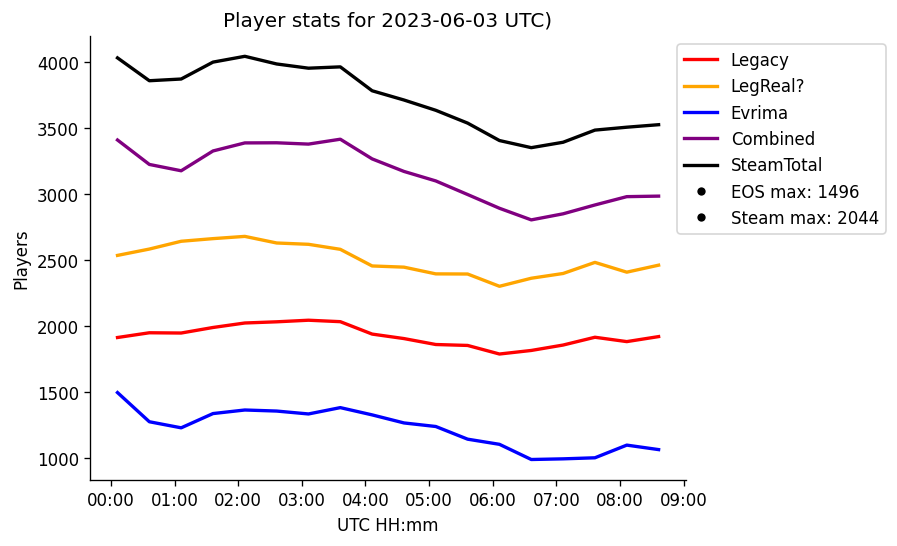 Player stats for 2023-06-03 UTC)
Legacy
LegReal?
Evrima
Combined
SteamTotal
EOS max: 1496
Steam max: 2044
Players
4000
3500
3000
2500
2000
1500
1000
00:00 01:00 02:00 03:00 04:00 05:00 06:00 07:00 08:00 09:00
UTC HH:mm